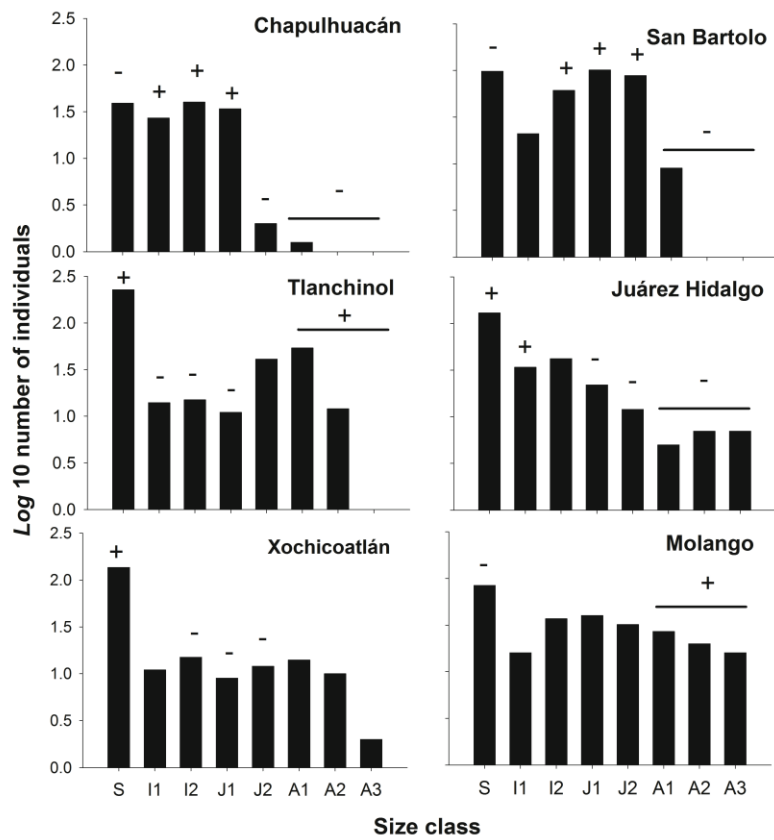 Chapulhuacán
San Bartolo
2.5
2.0
1.5
1.0
0.5
0.0
- + + + - -
- + + + -
Tlanchinol
Juárez Hidalgo
2.5
2.0
1.5
1.0
0.5
0.0
+ - - - +
+ + - - -
Xochicoatlán
Molango
2.5
2.0
1.5
1.0
0.5
0.0
+ - - -
- +
S I1 I2 J1 J2 A1 A2 A3
S I1 I2 J1 J2 A1 A2 A3
Log 10 number of individuals
Size class